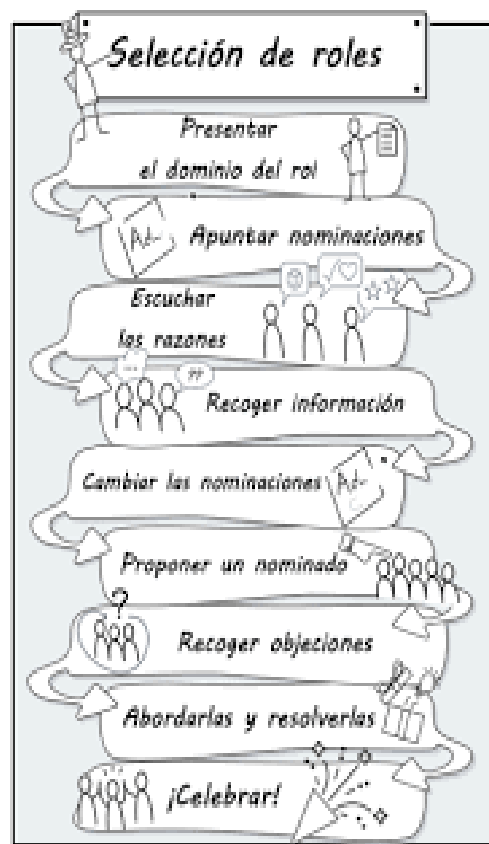 Selección de roles
Presentar
el dominio del rol
Apuntar nominaciones
Escuchar
las razones
Recoger información
Cambiar las nominaciones
Proponer un nominado
Recoger objeciones
Abordarlas y resolverlas
¡Celebrar!